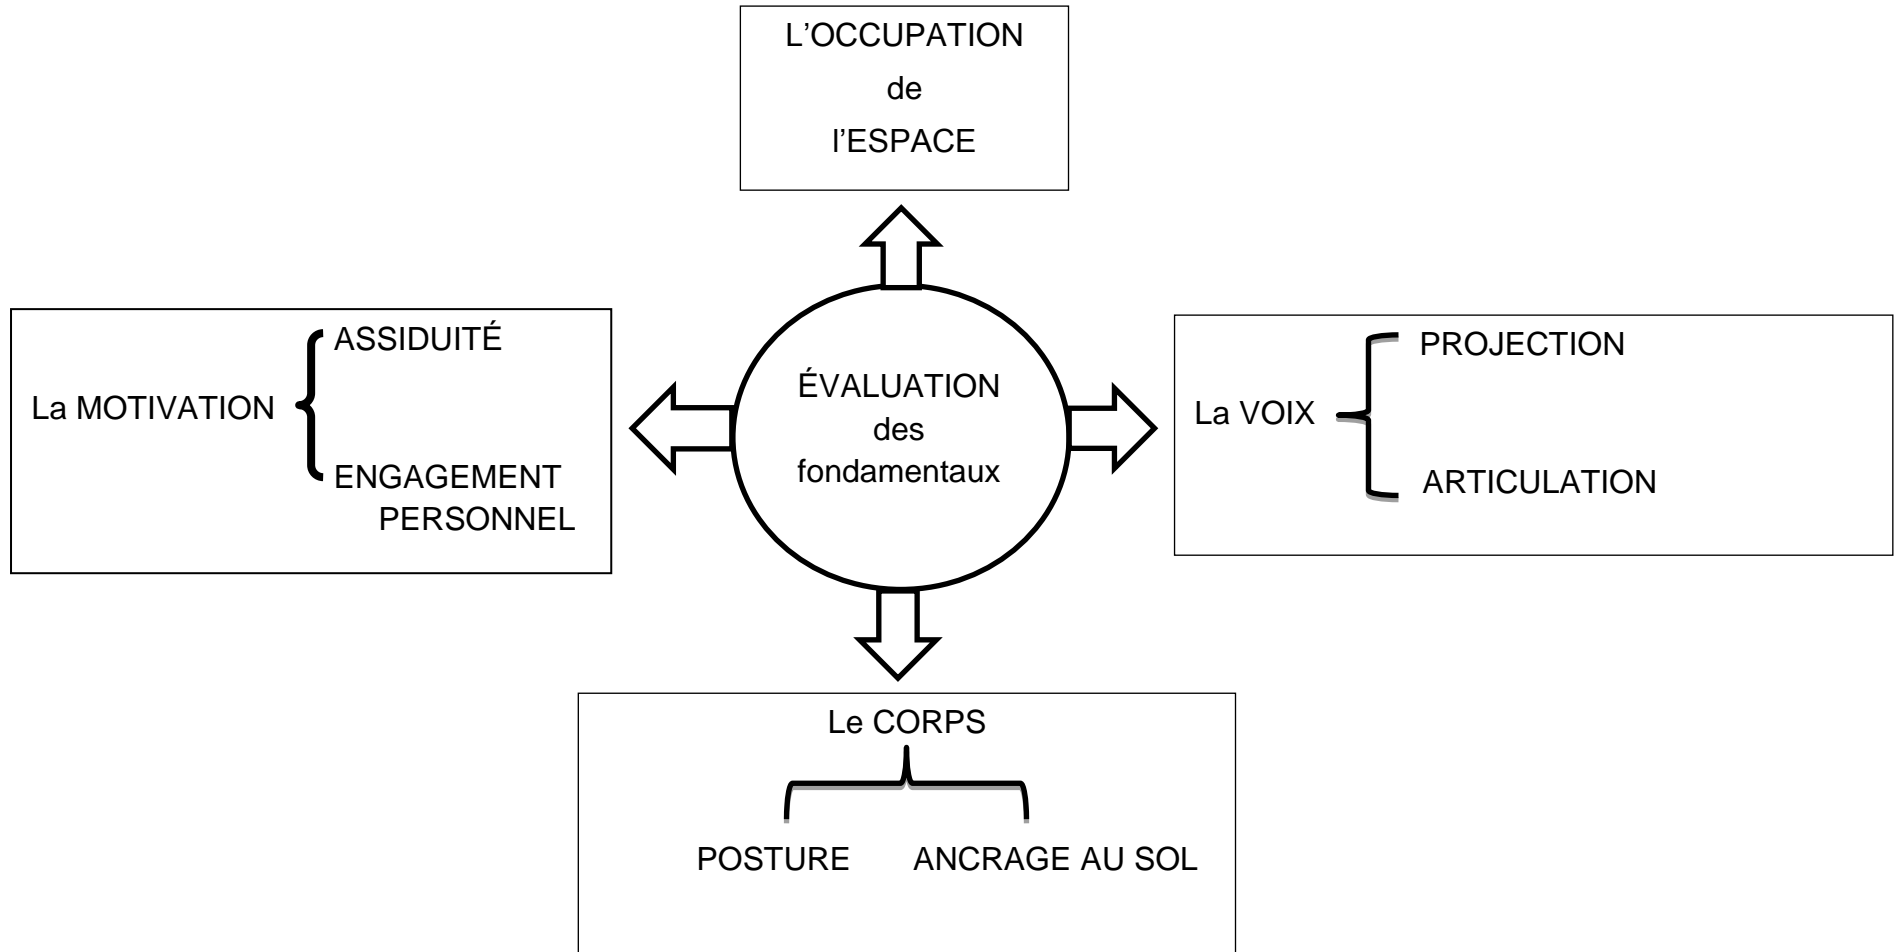 L'OCCUPATION
de
l'ESPACE
La MOTIVATION
ASSIDUITÉ
ENGAGEMENT
PERSONNEL
ÉVALUATION
des
fondamentaux
La VOIX
PROJECTION
ARTICULATION
Le CORPS
POSTURE
ANCRAGE AU SOL